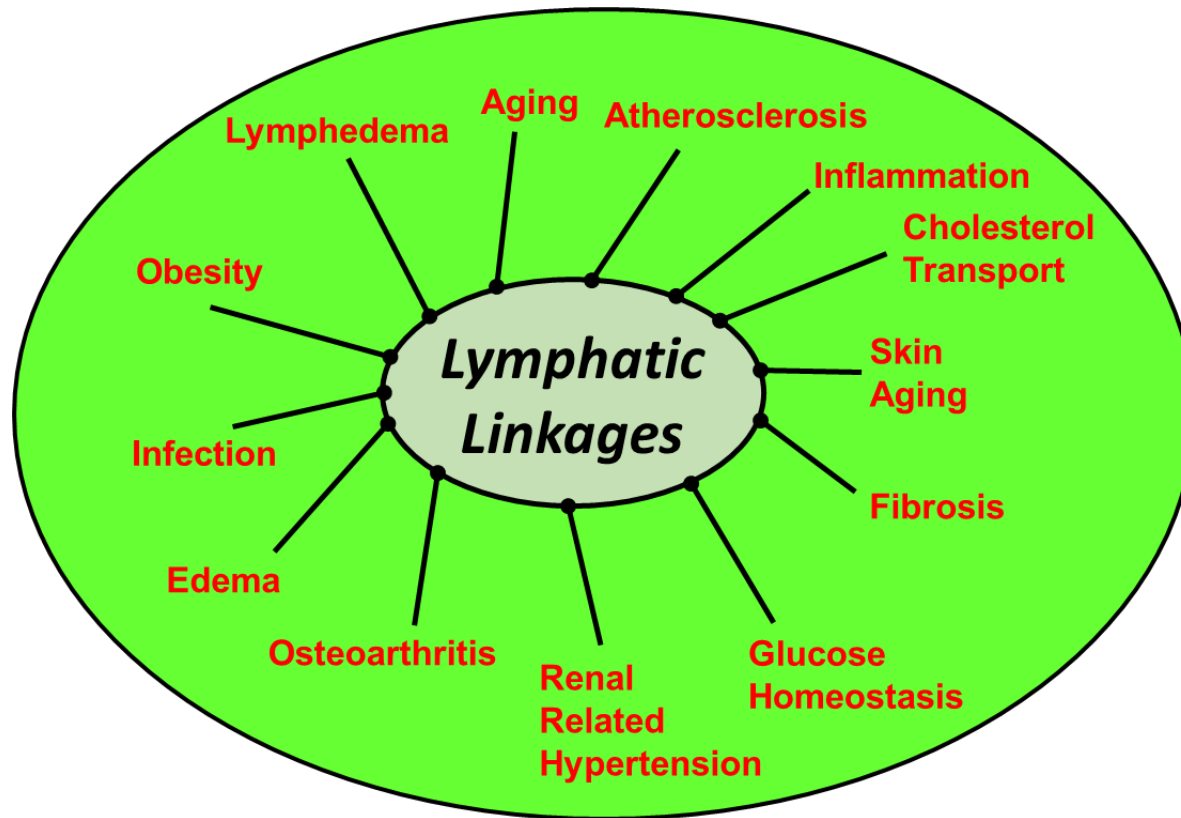 Aging
Atherosclerosis
Lymphedema
Inflammation
Cholesterol
Transport
Obesity
Lymphatic
Linkages
Skin
Aging
Infection
Fibrosis
Edema
Osteoarthritis
Glucose
Homeostasis
Renal
Related
Hypertension